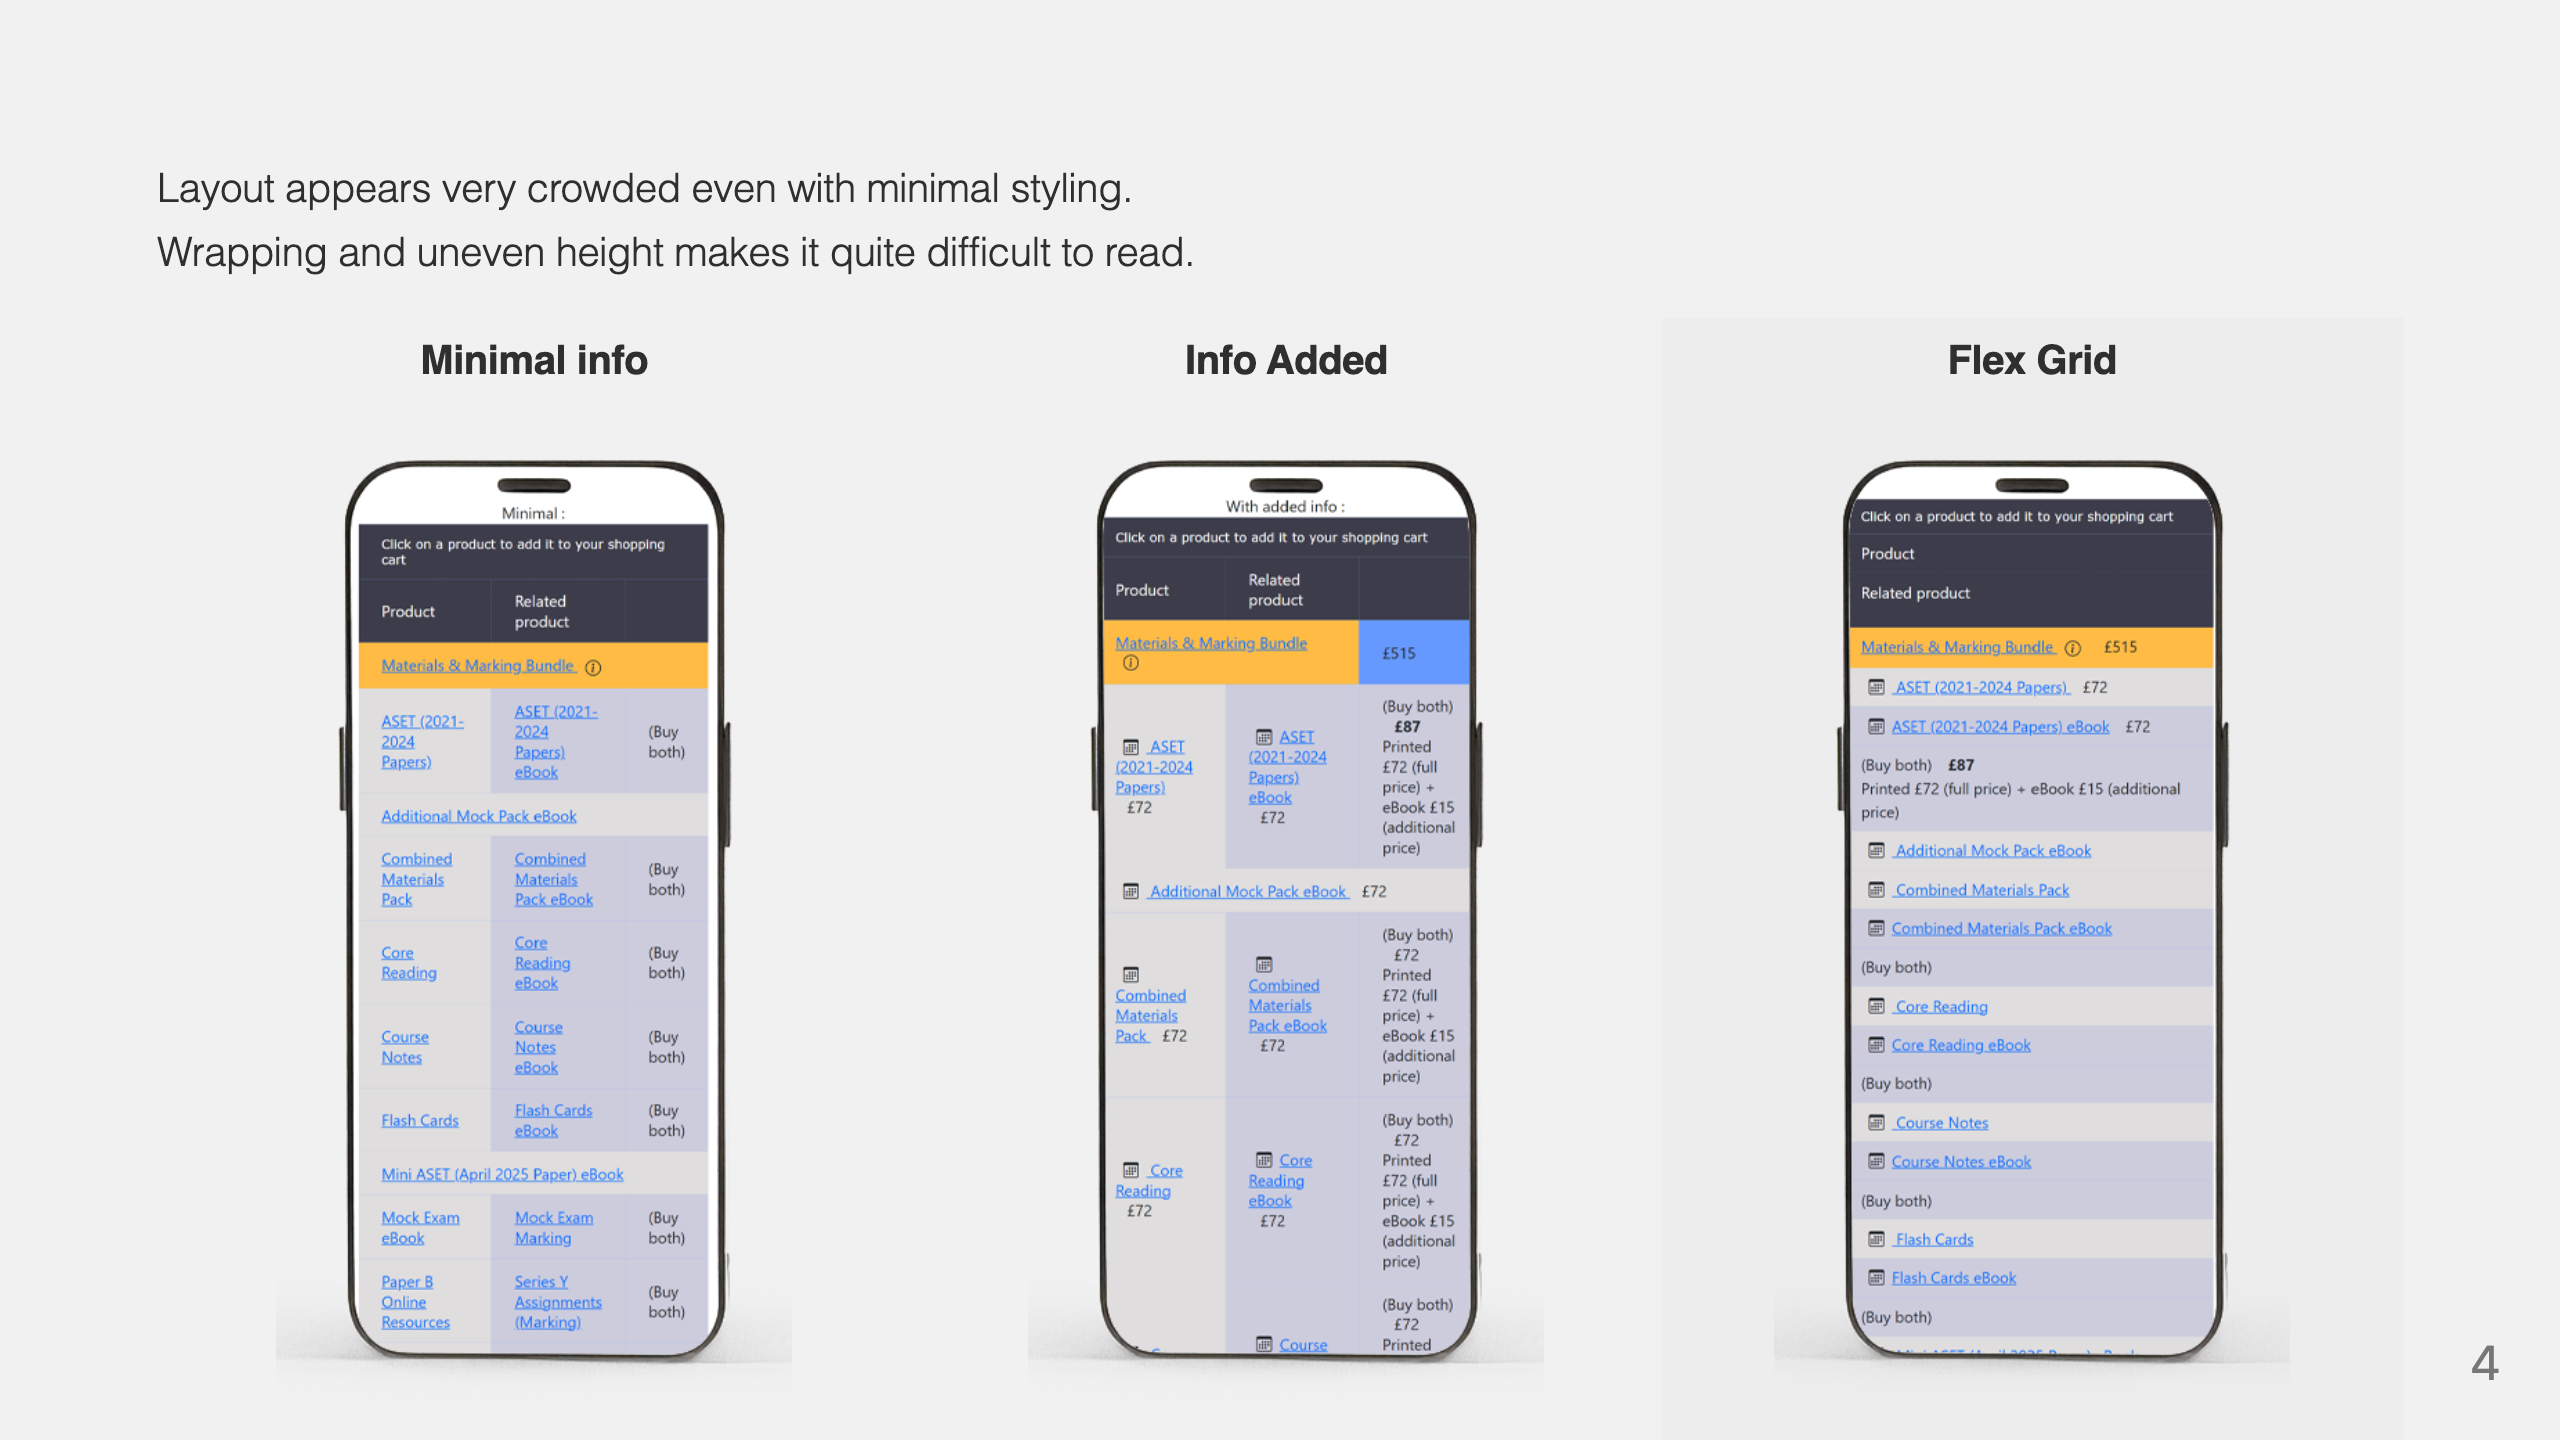 Layout appears very crowded even with minimal styling.
Wrapping and uneven height makes it quite difficult to read.
Minimal info
Minimal :
Click on a product to add it to your shopping
cart
Product
Related
product
Materials & Marking Bundle
ASET (2021-
2024
Papers)
ASET (2021-
2024
Papers)
eBook
(Buy
both)
Additional Mock Pack eBook
Combined
Materials
Pack
Combined
Materials
Pack eBook
(Buy
both)
Core
Reading
Core
Reading
eBook
(Buy
both)
Course
Notes
Course
Notes
eBook
(Buy
both)
Flash Cards
Flash Cards
eBook
(Buy
both)
Mini ASET (April 2025 Paper) eBook
Mock Exam
eBook
Mock Exam
Marking
(Buy
both)
Paper B
Online
Resources
Series Y
Assignments
(Marking)
(Buy
both)
Info Added
With added info :
Click on a product to add it to your shopping cart
Product
Related
product
Materials & Marking Bundle
£515
ASET
(2021-2024
Papers)
£72
ASET
(2021-2024
Papers)
eBook
£72
(Buy both)
£87
Printed
£72 (full
price) +
eBook £15
(additional
price)
Additional Mock Pack eBook £72
Combined
Materials
Pack £72
Combined
Materials
Pack eBook
£72
(Buy both)
£72
Printed
£72 (full
price) +
eBook £15
(additional
price)
Core
Reading
£72
Core
Reading
eBook
£72
(Buy both)
£72
Printed
£72 (full
price) +
eBook £15
(additional
price)
Course
(Buy both)
£72
Printed
Flex Grid
Click on a product to add it to your shopping cart
Product
Related product
Materials & Marking Bundle £515
ASET (2021-2024 Papers) £72
ASET (2021-2024 Papers) eBook £72
(Buy both) £87
Printed £72 (full price) + eBook £15 (additional
price)
Additional Mock Pack eBook
Combined Materials Pack
Combined Materials Pack eBook
(Buy both)
Core Reading
Core Reading eBook
(Buy both)
Course Notes
Course Notes eBook
(Buy both)
Flash Cards
Flash Cards eBook
(Buy both)
4